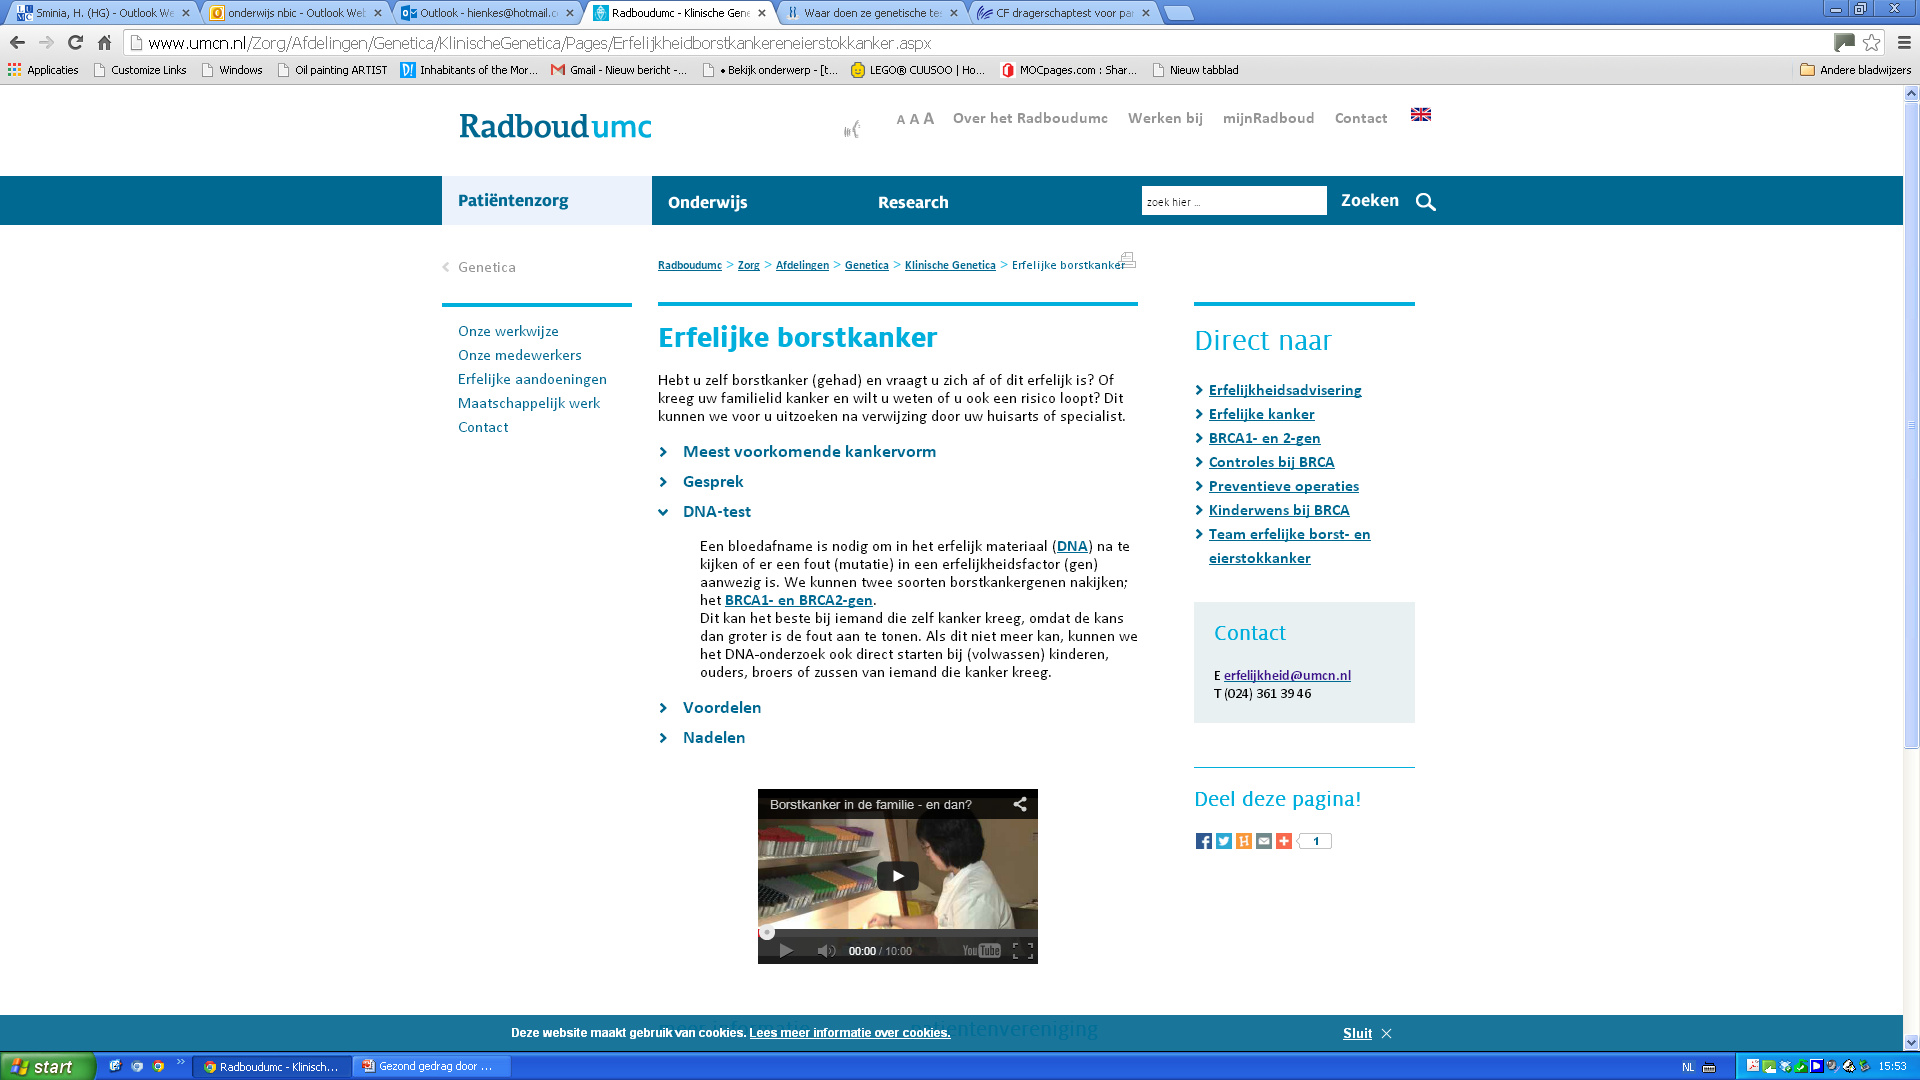 Sminia, H. (HG) - Outlook We
onderwijs nbic - Outlook Wel
Outlook - hienkes@hotmail.c
Radboudumc - Klinische Gen
Waar doen ze genetische te
CF dragerschaptest voor pa
www.umcn.nl/Zorg/Afdelingen/Genetica/KlinischeGenetica/Pages/Erfelijkheidborstkankereneierstokkanker.aspx
Applicaties
Customize Links
Windows
Oil painting ARTIST
Inhabitants of the Mor...
Gmail - Nieuw bericht -...
• Bekijk onderwerp - [t...
LEGO® CUUSOO | Ho...
MOCpages.com : Shar...
Nieuw tabblad
Andere bladwijzers
Radboudumc
A A A
Over het Radboudumc
Werken bij
mijnRadboud
Contact
Patiëntenzorg
Onderwijs
Research
zoek hier ...
Zoeken
Genetica
Onze werkwijze
Onze medewerkers
Erfelijke aandoeningen
Maatschappelijk werk
Contact
Radboudumc > Zorg > Afdelingen > Genetica > Klinische Genetica > Erfelijke borstkanker
Erfelijke borstkanker
Hebt u zelf borstkanker (gehad) en vraagt u zich af of dit erfelijk is? Of
kreeg uw familielid kanker en wilt u weten of u ook een risico loopt? Dit
kunnen we voor u uitzoeken na verwijzing door uw huisarts of specialist.
Meest voorkomende kankervorm
Gesprek
DNA-test
Een bloedafname is nodig om in het erfelijk materiaal (DNA) na te
kijken of er een fout (mutatie) in een erfelijkheidsfactor (gen)
aanwezig is. We kunnen twee soorten borstkankergenen nakijken;
het BRCA1- en BRCA2-gen.
Dit kan het beste bij iemand die zelf kanker kreeg, omdat de kans
dan groter is de fout aan te tonen. Als dit niet meer kan, kunnen we
het DNA-onderzoek ook direct starten bij (volwassen) kinderen,
ouders, broers of zussen van iemand die kanker kreeg.
Voordelen
Nadelen
Borstkanker in de familie - en dan?
00:00 / 10:00
YouTube
Direct naar
Erfelijkheidsadvisering
Erfelijke kanker
BRCA1- en 2-gen
Controles bij BRCA
Preventieve operaties
Kinderwens bij BRCA
Team erfelijke borst- en
eierstokkanker
Contact
E erfelijkheid@umcn.nl
T (024) 361 39 46
Deel deze pagina!
1
Deze website maakt gebruik van cookies. Lees meer informatie over cookies.
patiëntenvereniging
Sluit
start
Radboudumc - Klinisch...
Gezond gedrag door ...
NL
15:53